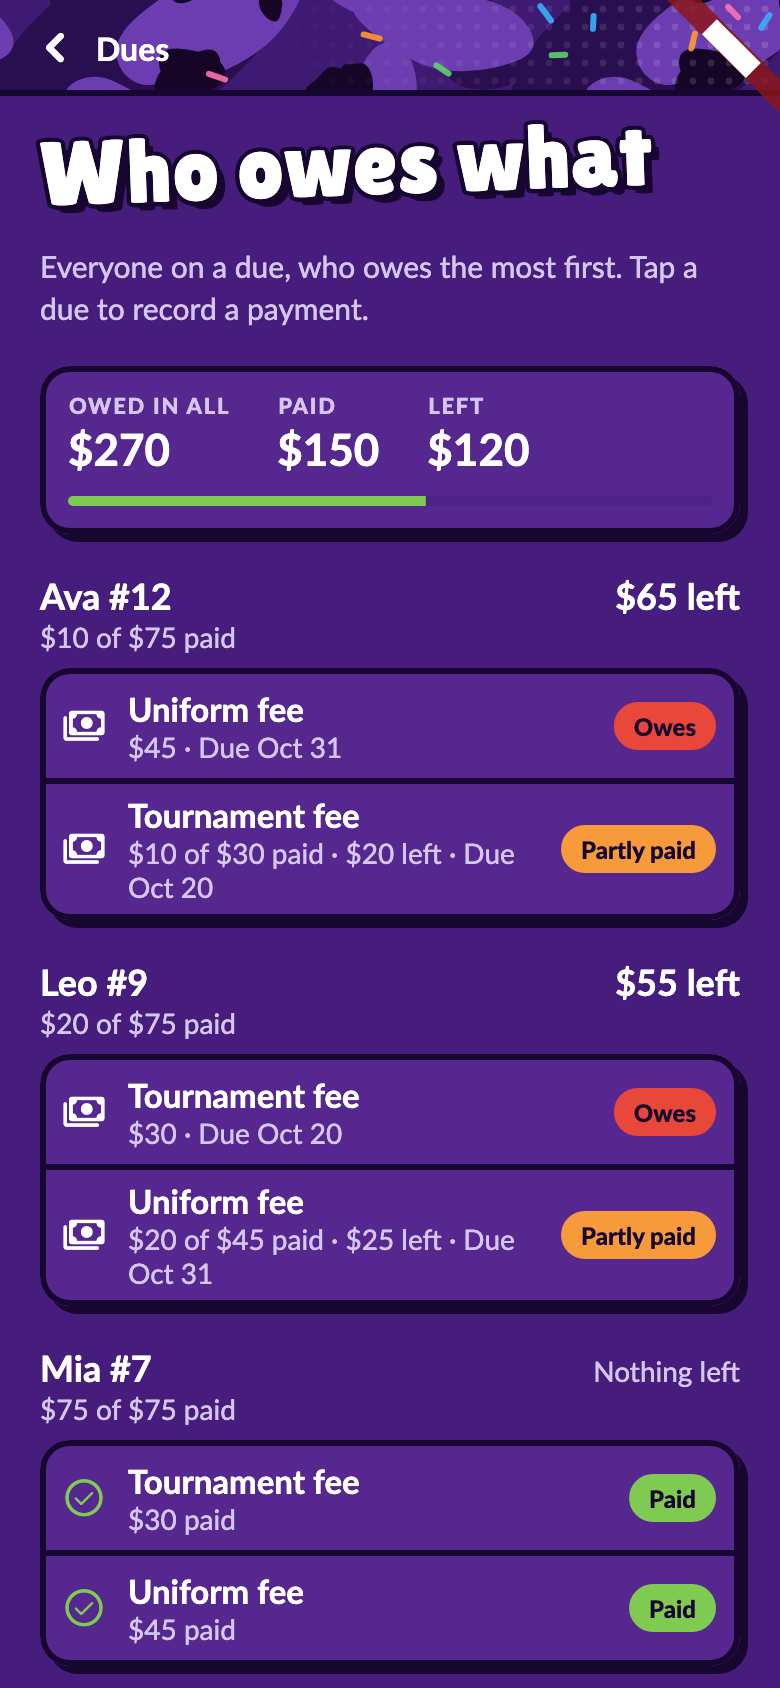 Dues
Who owes what
Everyone on a due, who owes the most first. Tap a
due to record a payment.
OWED IN ALL PAID LEFT
$270 $150 $120
Ava #12 $65 left
$10 of $75 paid
Uniform fee
$45 · Due Oct 31
Owes
Tournament fee
$10 of $30 paid · $20 left · Due
Oct 20
Partly paid
Leo #9 $55 left
$20 of $75 paid
Tournament fee
$30 · Due Oct 20
Owes
Uniform fee
$20 of $45 paid · $25 left · Due
Oct 31
Partly paid
Mia #7 Nothing left
$75 of $75 paid
Tournament fee
$30 paid
Paid
Uniform fee
$45 paid
Paid